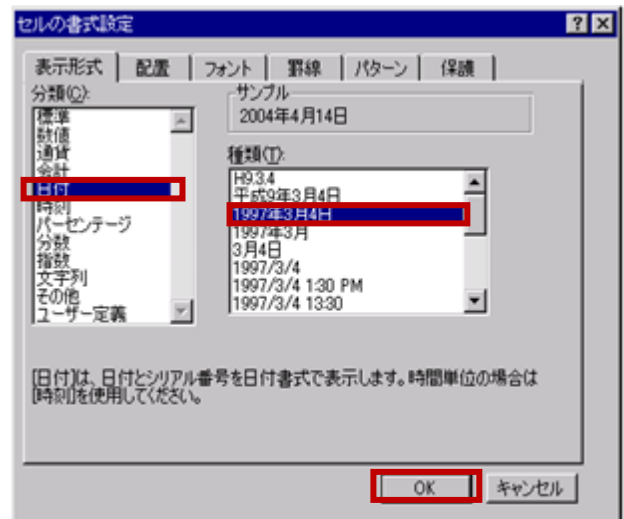 セルの書式設定
表示形式 配置 フォント 罫線 パターン 保護
分類(C):
標準
数値
通貨
会計
日付
時刻
パーセンテージ
分数
指数
文字列
その他
ユーザー定義
サンプル
2004年4月14日
種類(T):
H9.3.4
平成9年3月4日
1997年3月4日
1997年3月
3月4日
1997/3/4
1997/3/4 1:30 PM
1997/3/4 13:30
[日付]は、日付とシリアル番号を日付書式で表示します。時間単位の場合は
[時刻]を使用してください。
OK キャンセル